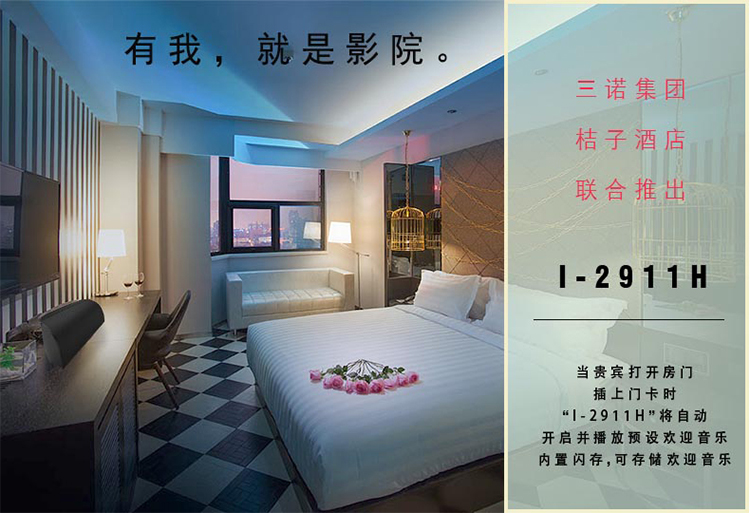 有我，就是影院。
三诺集团
桔子酒店
联合推出
I-2911H
当贵宾打开房门
插上门卡时
“I-2911H”将自动
开启并播放预设欢迎音乐
内置闪存,可存储欢迎音乐